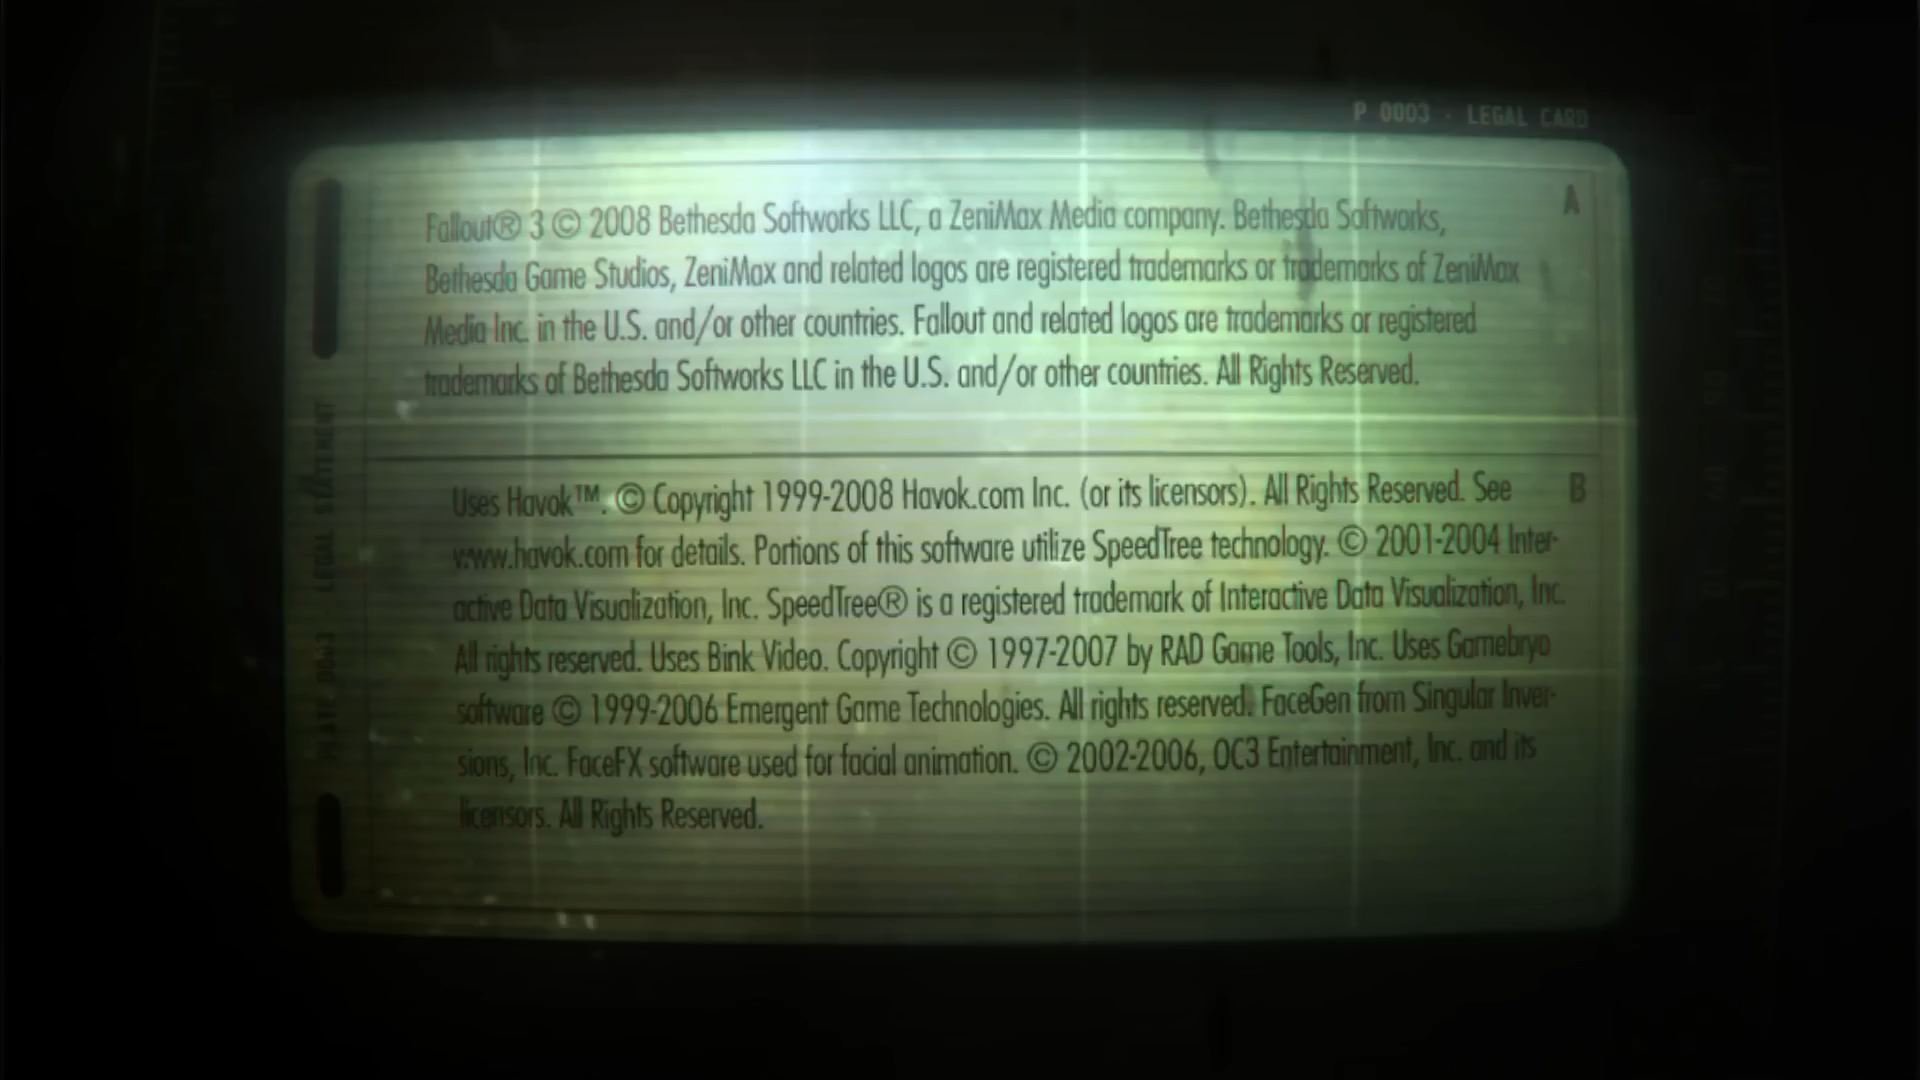 P 0003 · LEGAL CARD
A
Fallout® 3 © 2008 Bethesda Softworks LLC, a ZeniMax Media company. Bethesda Softworks,
Bethesda Game Studios, ZeniMax and related logos are registered trademarks or trademarks of ZeniMax
Media Inc. in the U.S. and/or other countries. Fallout and related logos are trademarks or registered
trademarks of Bethesda Softworks LLC in the U.S. and/or other countries. All Rights Reserved.
B
Uses Havok™. © Copyright 1999-2008 Havok.com Inc. (or its licensors). All Rights Reserved. See
www.havok.com for details. Portions of this software utilize SpeedTree technology. © 2001-2004 Inter-
active Data Visualization, Inc. SpeedTree® is a registered trademark of Interactive Data Visualization, Inc.
All rights reserved. Uses Bink Video. Copyright © 1997-2007 by RAD Game Tools, Inc. Uses Gamebryo
software © 1999-2006 Emergent Game Technologies. All rights reserved. FaceGen from Singular Inver-
sions, Inc. FaceFX software used for facial animation. © 2002-2006, OC3 Entertainment, Inc. and its
licensors. All Rights Reserved.
PLATE 0003 - LEGAL STATEMENT